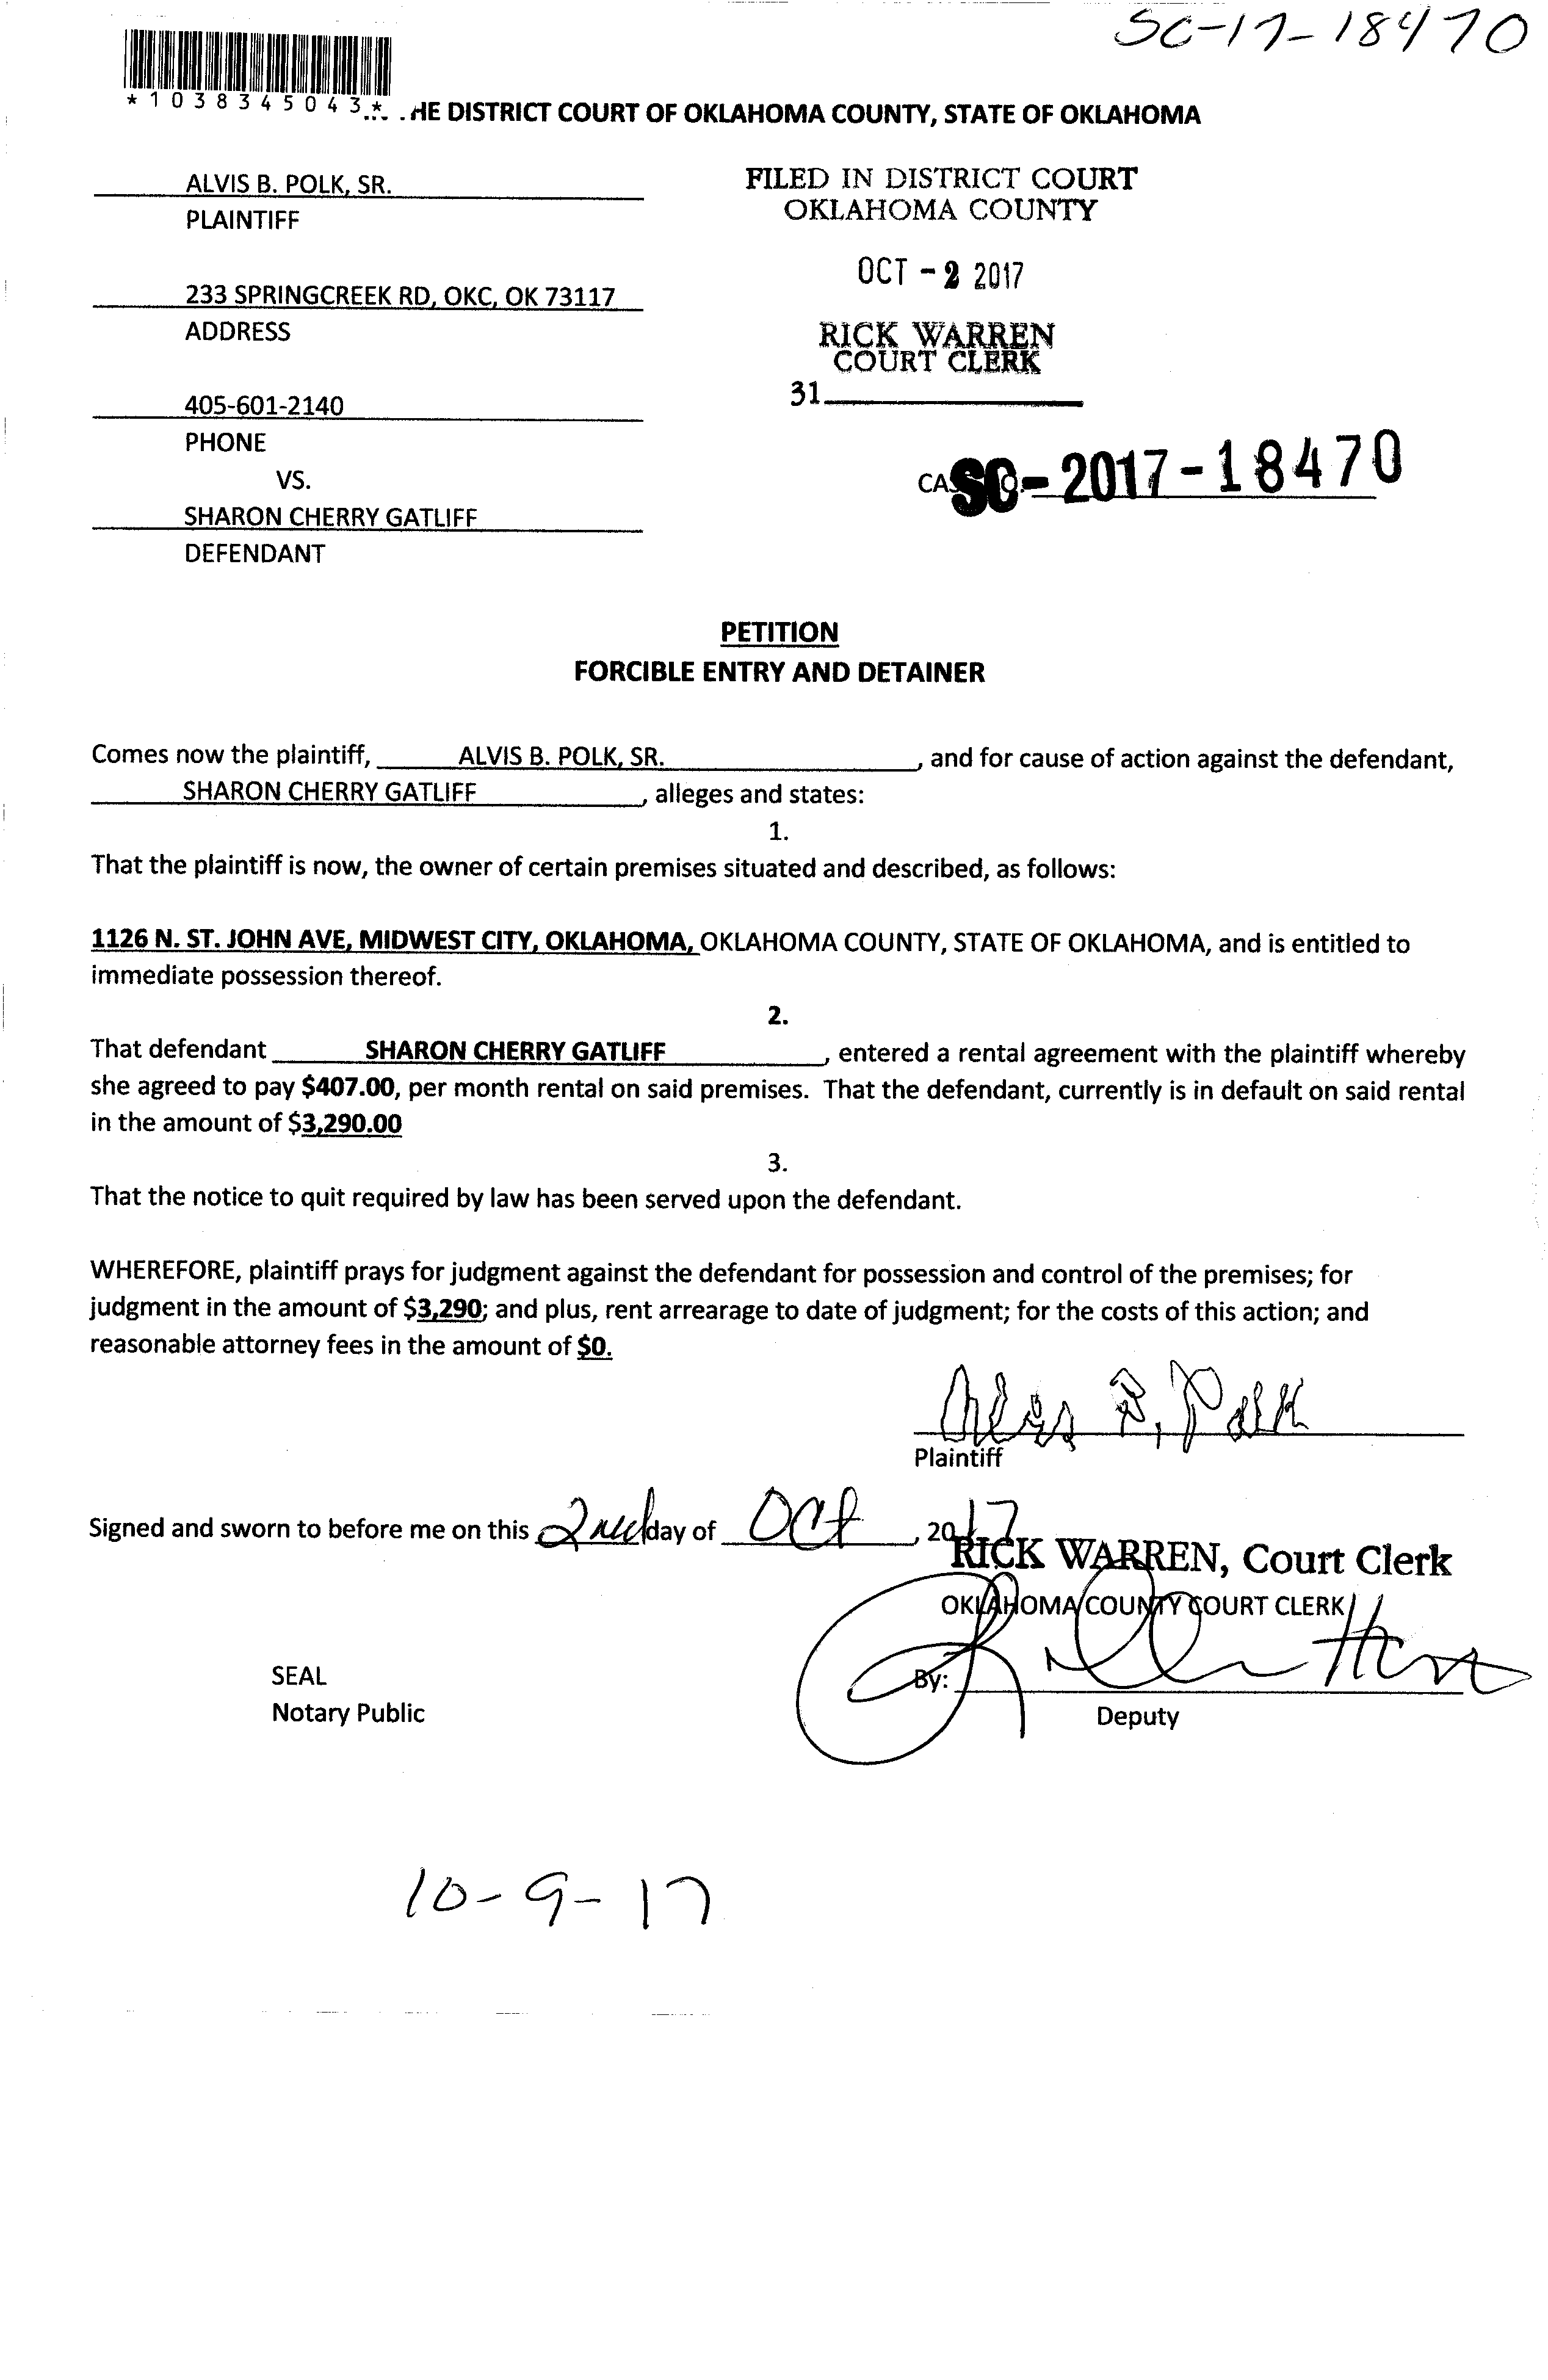 SC-17-18470
*1038345043*
HE DISTRICT COURT OF OKLAHOMA COUNTY, STATE OF OKLAHOMA
ALVIS B. POLK, SR.
PLAINTIFF
FILED IN DISTRICT COURT
OKLAHOMA COUNTY
OCT - 2 2017
233 SPRINGCREEK RD, OKC, OK 73117
ADDRESS
RICK WARREN
COURT CLERK
31
405-601-2140
PHONE
VS.
SC-2017-18470
SHARON CHERRY GATLIFF
DEFENDANT
PETITION
FORCIBLE ENTRY AND DETAINER
Comes now the plaintiff, ALVIS B. POLK, SR., and for cause of action against the defendant,
SHARON CHERRY GATLIFF, alleges and states:
1.
That the plaintiff is now, the owner of certain premises situated and described, as follows:
1126 N. ST. JOHN AVE, MIDWEST CITY, OKLAHOMA, OKLAHOMA COUNTY, STATE OF OKLAHOMA, and is entitled to
immediate possession thereof.
2.
That defendant SHARON CHERRY GATLIFF, entered a rental agreement with the plaintiff whereby
she agreed to pay $407.00, per month rental on said premises. That the defendant, currently is in default on said rental
in the amount of $3,290.00
3.
That the notice to quit required by law has been served upon the defendant.
WHEREFORE, plaintiff prays for judgment against the defendant for possession and control of the premises; for
judgment in the amount of $3,290; and plus, rent arrearage to date of judgment; for the costs of this action; and
reasonable attorney fees in the amount of $0.
Alvis B. Polk
Plaintiff
Signed and sworn to before me on this 2nd day of Oct, 2017
RICK WARREN, Court Clerk
OKLAHOMA COUNTY COURT CLERK
By:
SEAL
Notary Public
Deputy
10-9-17